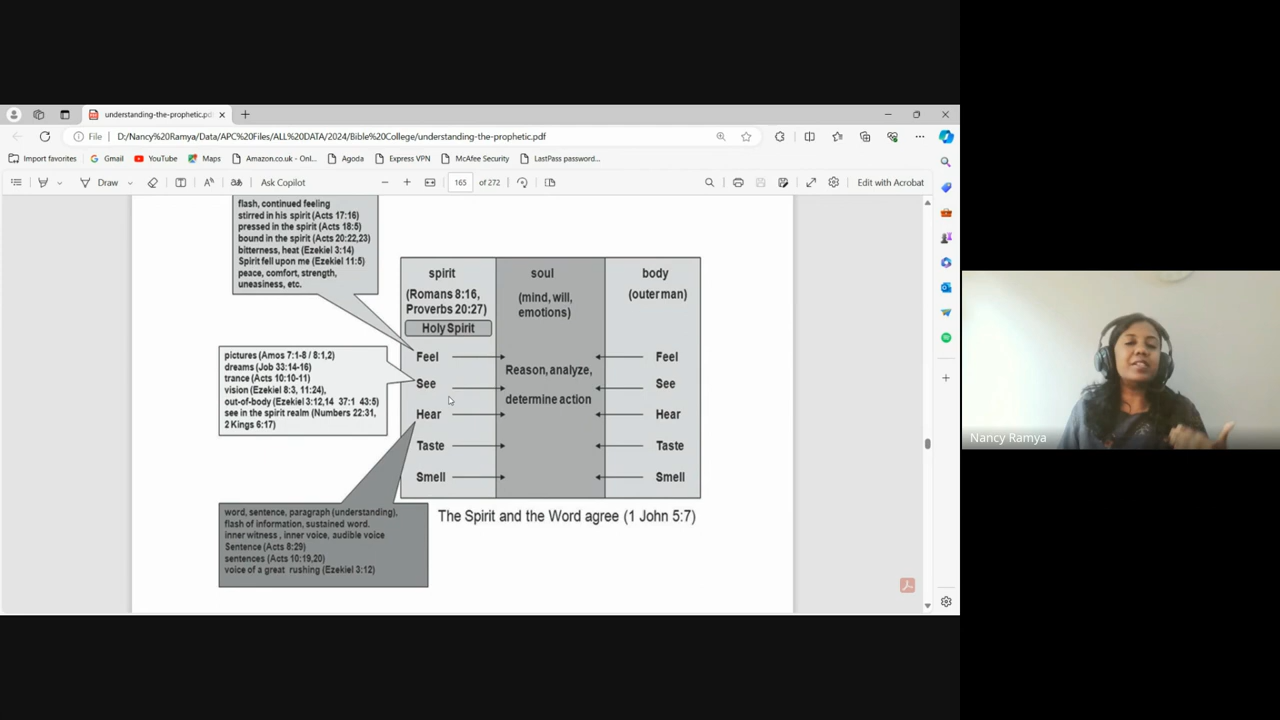 understanding-the-prophetic.pdf
File
D:/Nancy%20Ramya/Data/APC%20Files/ALL%20DATA/2024/Bible%20College/understanding-the-prophetic.pdf
Import favorites
Gmail
YouTube
Maps
Amazon.co.uk - Onl...
Agoda
Express VPN
McAfee Security
LastPass password...
Draw
Ask Copilot
165 of 272
Edit with Acrobat
flash, continued feeling
stirred in his spirit (Acts 17:16)
pressed in the spirit (Acts 18:5)
bound in the spirit (Acts 20:22,23)
bitterness, heat (Ezekiel 3:14)
Spirit fell upon me (Ezekiel 11:5)
peace, comfort, strength,
uneasiness, etc.
pictures (Amos 7:1-8 / 8:1,2)
dreams (Job 33:14-16)
trance (Acts 10:10-11)
vision (Ezekiel 8:3, 11:24),
out-of-body (Ezekiel 3:12,14 37:1 43:5)
see in the spirit realm (Numbers 22:31,
2 Kings 6:17)
word, sentence, paragraph (understanding),
flash of information, sustained word.
inner witness , inner voice, audible voice
Sentence (Acts 8:29)
sentences (Acts 10:19,20)
voice of a great rushing (Ezekiel 3:12)
spirit
(Romans 8:16,
Proverbs 20:27)
Holy Spirit
Feel
See
Hear
Taste
Smell
soul
(mind, will,
emotions)
Reason, analyze,
determine action
body
(outer man)
Feel
See
Hear
Taste
Smell
The Spirit and the Word agree (1 John 5:7)
Nancy Ramya